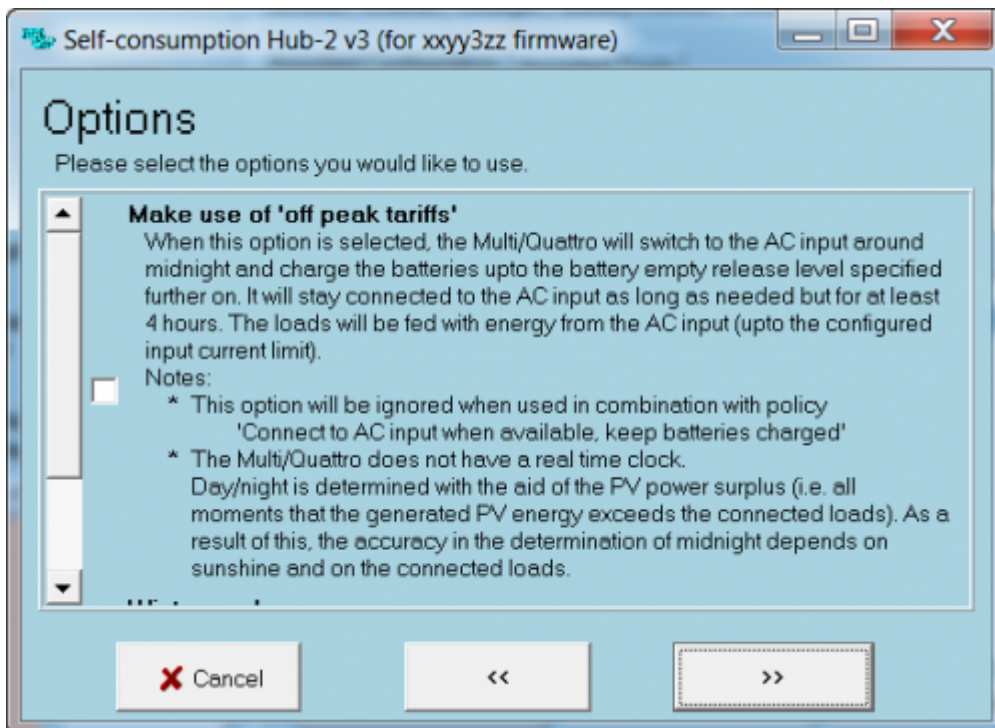 Self-consumption Hub-2 v3 (for xxyy3zz firmware)
Options
Please select the options you would like to use.
Make use of 'off peak tariffs'
When this option is selected, the Multi/Quattro will switch to the AC input around
midnight and charge the batteries upto the battery empty release level specified
further on. It will stay connected to the AC input as long as needed but for at least
4 hours. The loads will be fed with energy from the AC input (upto the configured
input current limit).
Notes:
* This option will be ignored when used in combination with policy
'Connect to AC input when available, keep batteries charged'
* The Multi/Quattro does not have a real time clock.
Day/night is determined with the aid of the PV power surplus (i.e. all
moments that the generated PV energy exceeds the connected loads). As a
result of this, the accuracy in the determination of midnight depends on
sunshine and on the connected loads.
Cancel
<<
>>